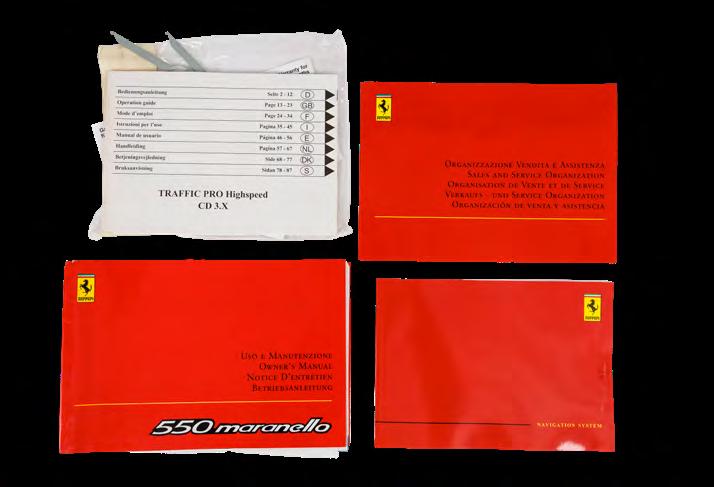 Bedienungsanleitung Seite 2 - 12 D
Operation guide Page 13 - 23 GB
Mode d'emploi Page 24 - 34 F
Istruzioni per l'uso Pagina 35 - 45 I
Manual de usuario Página 46 - 56 E
Handleiding Pagina 57 - 67 NL
Betjeningsvejledning Side 68 - 77 DK
Bruksanvisning Sidan 78 - 87 S
TRAFFIC PRO Highspeed
CD 3.X
Ferrari
ORGANIZZAZIONE VENDITA E ASSISTENZA
SALES AND SERVICE ORGANIZATION
ORGANISATION DE VENTE ET DE SERVICE
VERKAUFS - UND SERVICE ORGANIZATION
ORGANIZACIÓN DE VENTA Y ASISTENCIA
Ferrari
USO E MANUTENZIONE
OWNER'S MANUAL
NOTICE D'ENTRETIEN
BETRIEBSANLEITUNG
550 maranello
Ferrari
NAVIGATION SYSTEM